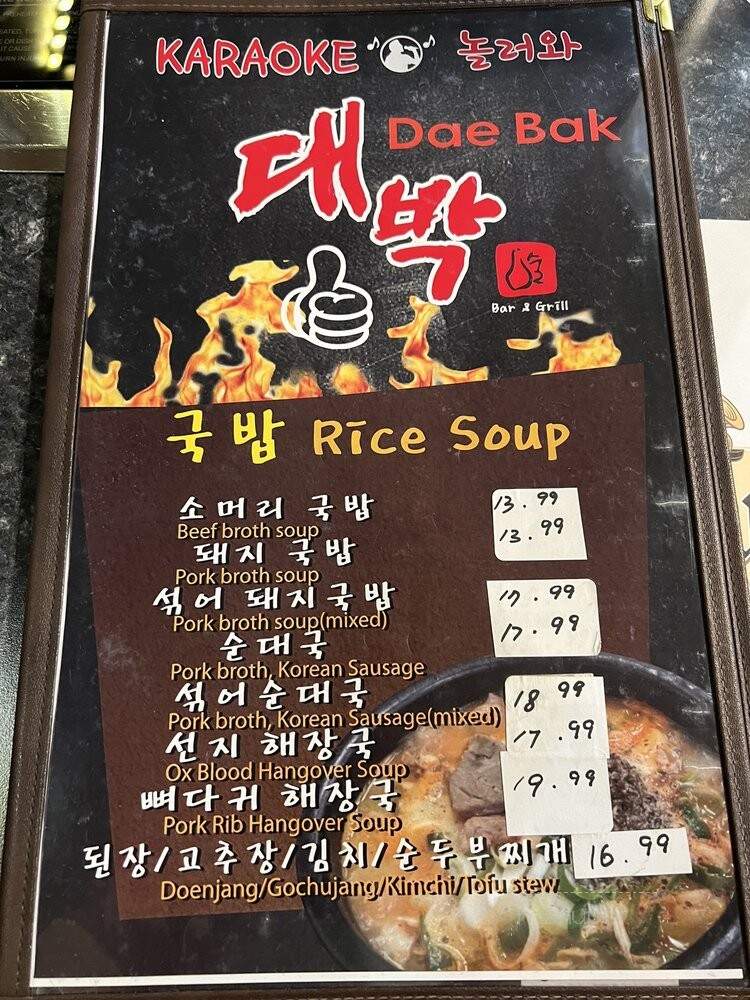 KARAOKE 놀러와
대박 Dae Bak
Bar & Grill
국밥 Rice Soup
소머리 국밥 13.99
Beef broth soup
돼지 국밥 13.99
Pork broth soup
섞어 돼지국밥 17.99
Pork broth soup(mixed)
순대국 17.99
Pork broth, Korean Sausage
섞어순대국 18 99
Pork broth, Korean Sausage(mixed)
선지 해장국 17.99
Ox Blood Hangover Soup
뼈다귀 해장국 19.99
Pork Rib Hangover Soup
된장/고추장/김치/순두부찌개 16.99
Doenjang/Gochujang/Kimchi/Tofu stew